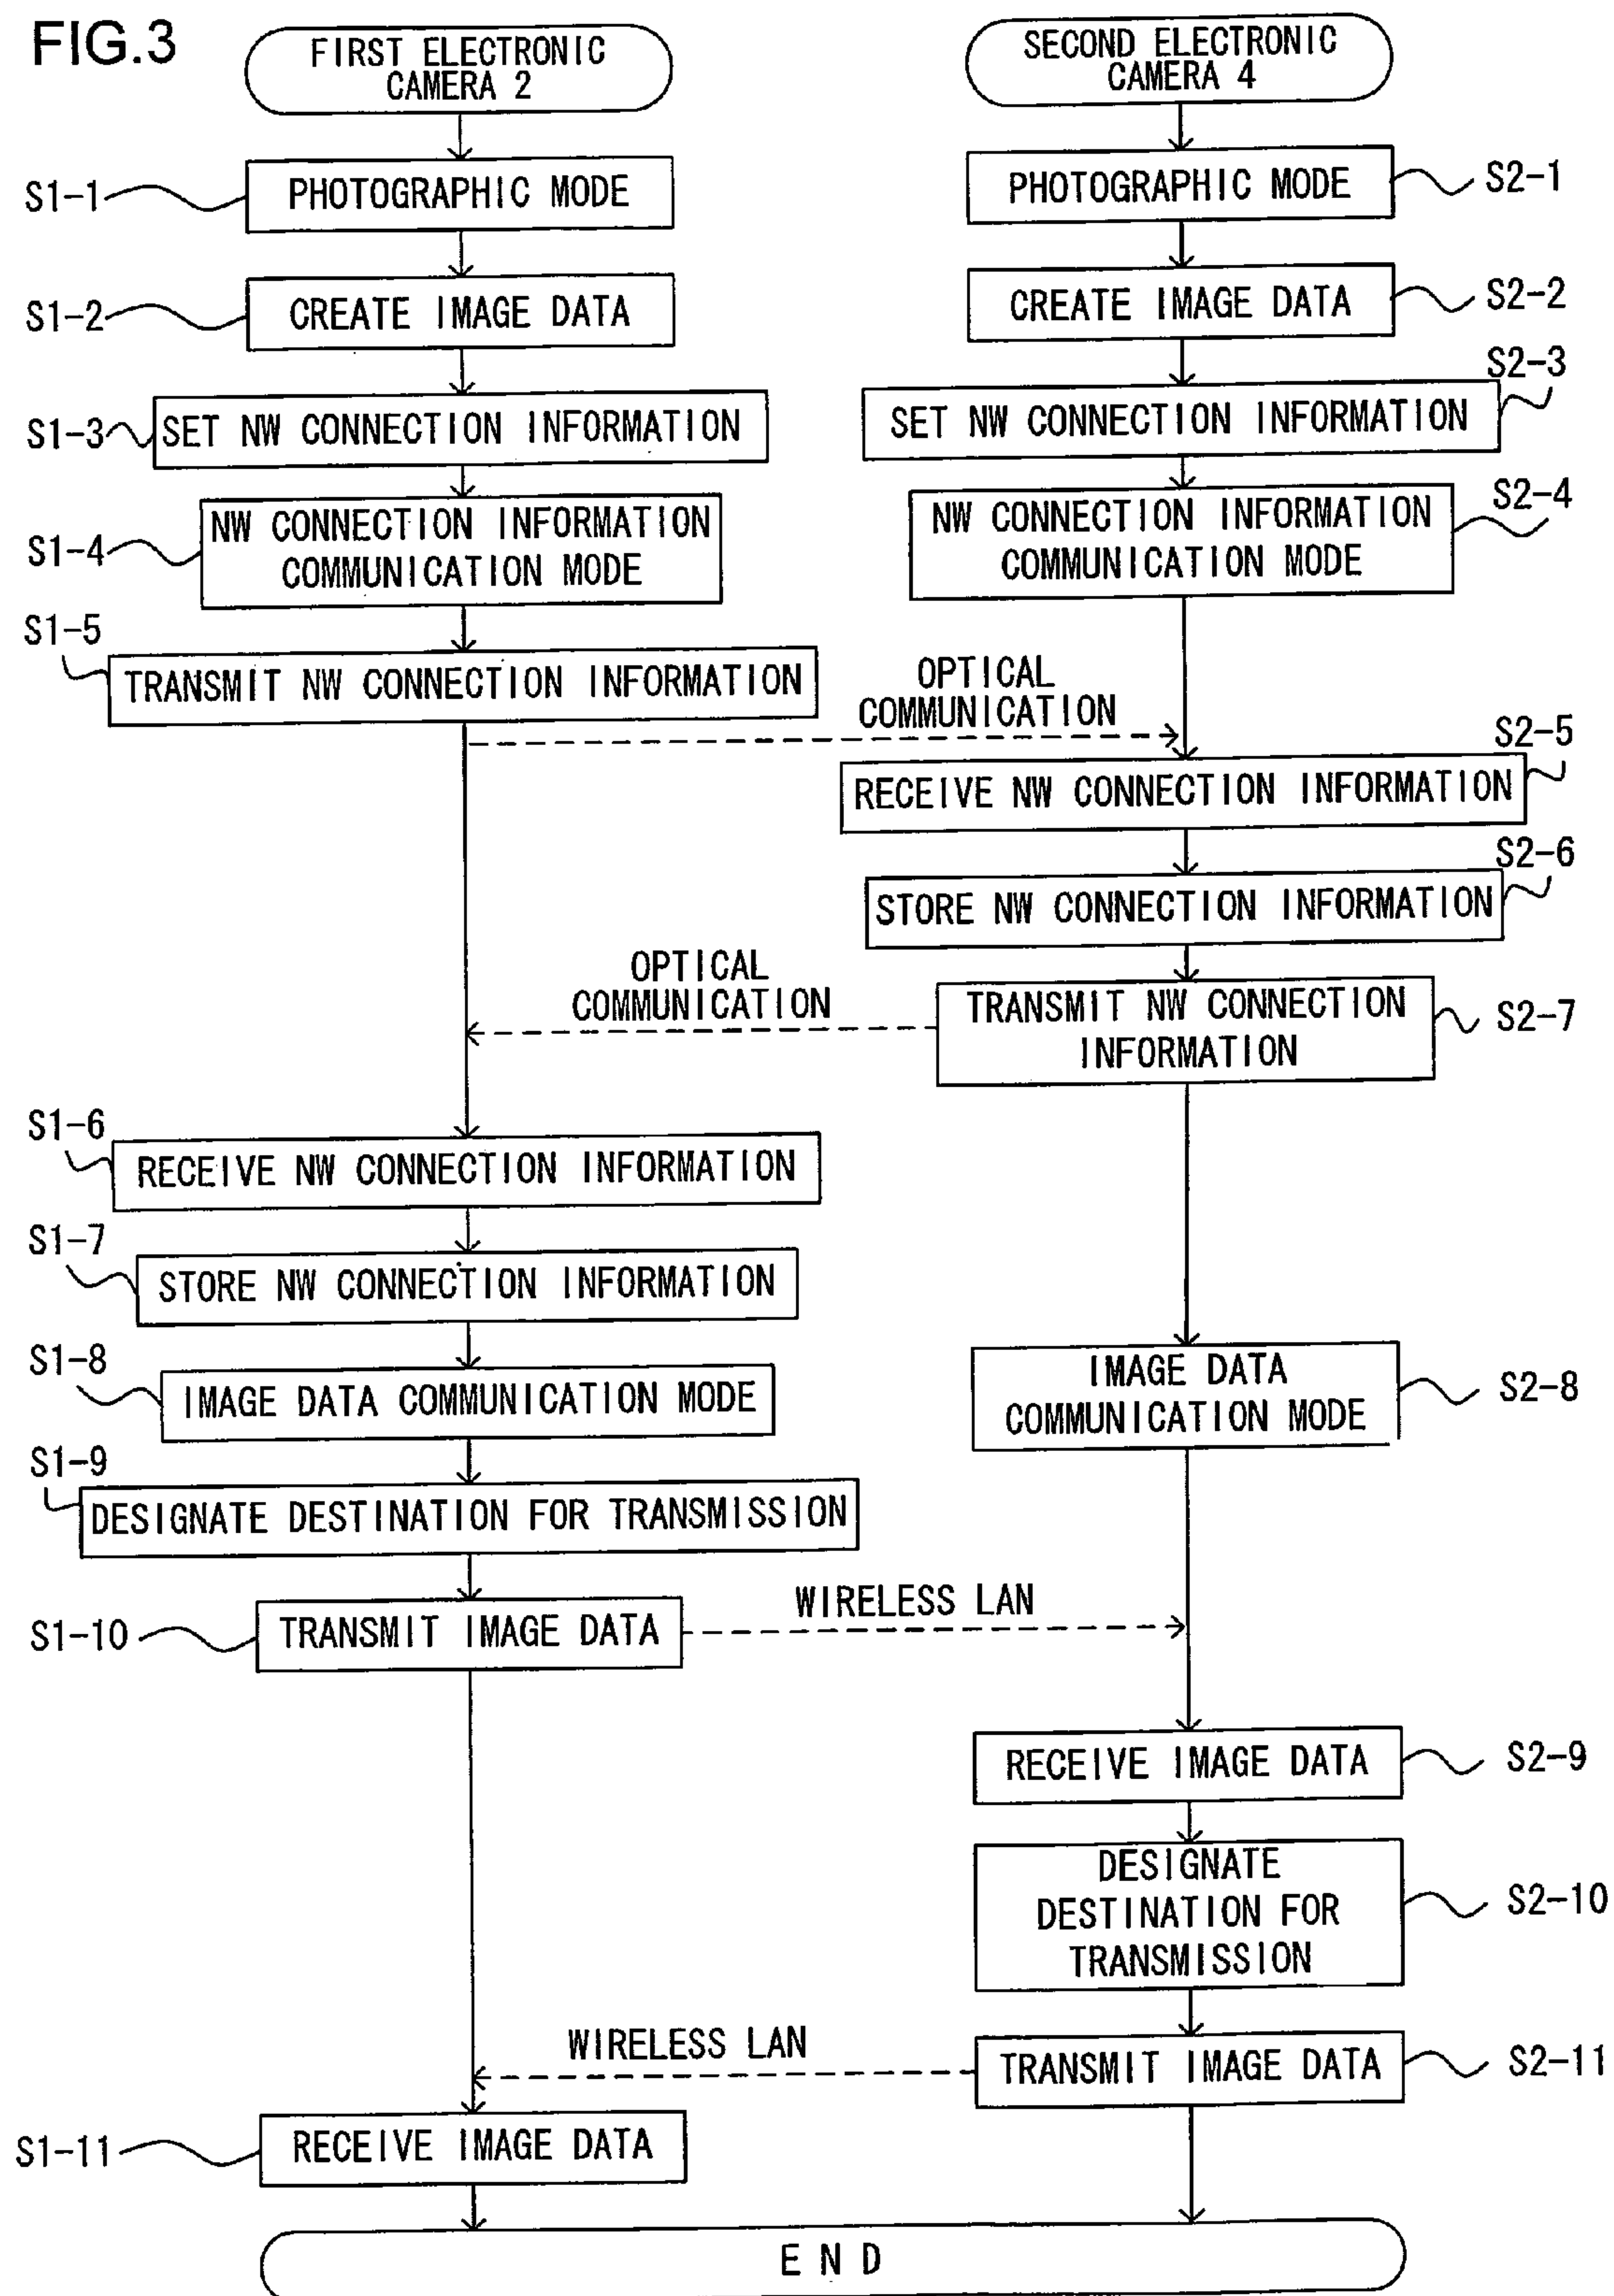 FIG.3
FIRST ELECTRONIC
CAMERA 2
S1-1
PHOTOGRAPHIC MODE
S1-2
CREATE IMAGE DATA
S1-3
SET NW CONNECTION INFORMATION
S1-4
NW CONNECTION INFORMATION
COMMUNICATION MODE
S1-5
TRANSMIT NW CONNECTION INFORMATION
OPTICAL
COMMUNICATION
S1-6
RECEIVE NW CONNECTION INFORMATION
S1-7
STORE NW CONNECTION INFORMATION
S1-8
IMAGE DATA COMMUNICATION MODE
S1-9
DESIGNATE DESTINATION FOR TRANSMISSION
S1-10
TRANSMIT IMAGE DATA
WIRELESS LAN
S1-11
RECEIVE IMAGE DATA
SECOND ELECTRONIC
CAMERA 4
PHOTOGRAPHIC MODE
S2-1
CREATE IMAGE DATA
S2-2
S2-3
SET NW CONNECTION INFORMATION
S2-4
NW CONNECTION INFORMATION
COMMUNICATION MODE
S2-5
RECEIVE NW CONNECTION INFORMATION
S2-6
STORE NW CONNECTION INFORMATION
OPTICAL
COMMUNICATION
TRANSMIT NW CONNECTION
INFORMATION
S2-7
IMAGE DATA
COMMUNICATION MODE
S2-8
RECEIVE IMAGE DATA
S2-9
DESIGNATE
DESTINATION FOR
TRANSMISSION
S2-10
WIRELESS LAN
TRANSMIT IMAGE DATA
S2-11
END